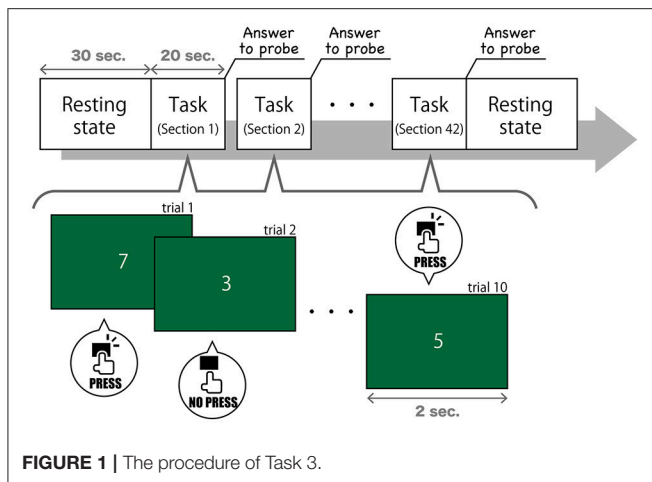 Answer
to probe
Answer
to probe
Answer
to probe
30 sec.
20 sec.
Resting
state
Task
(Section 1)
Task
(Section 2)
· · ·
Task
(Section 42)
Resting
state
trial 1
7
PRESS
trial 2
3
NO PRESS
· · ·
PRESS
trial 10
5
2 sec.
FIGURE 1 | The procedure of Task 3.